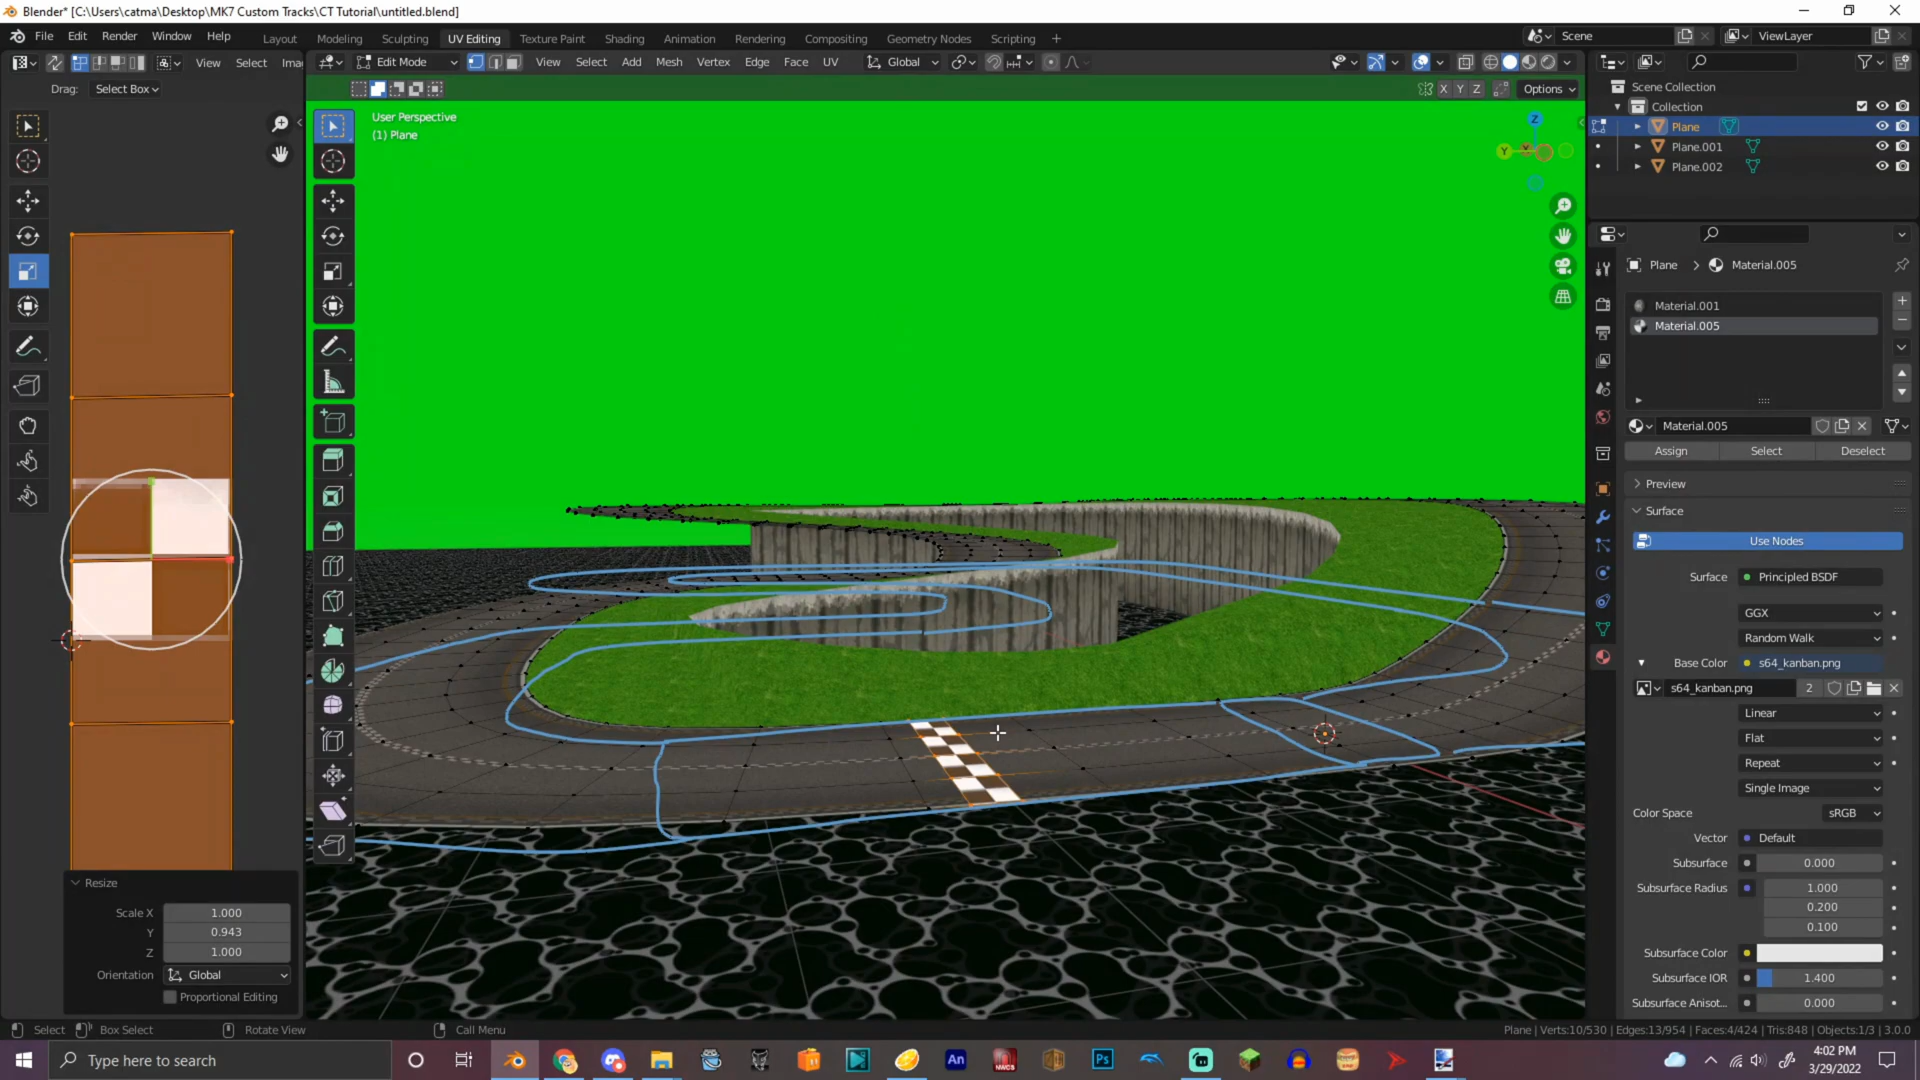 Blender* [C:\Users\catma\Desktop\MK7 Custom Tracks\CT Tutorial\untitled.blend]
File Edit Render Window Help Layout Modeling Sculpting UV Editing Texture Paint Shading Animation Rendering Compositing Geometry Nodes Scripting + Scene ViewLayer
View Select Ima Edit Mode View Select Add Mesh Vertex Edge Face UV Global
Drag: Select Box X Y Z Options
User Perspective
(1) Plane
Z
Y
X
Scene Collection
Collection
Plane
Plane.001
Plane.002
Plane > Material.005
Material.001
Material.005
Material.005
Assign Select Deselect
Preview
Surface
Use Nodes
Surface Principled BSDF
GGX
Random Walk
Base Color s64_kanban.png
s64_kanban.png 2
Linear
Flat
Repeat
Single Image
Color Space sRGB
Vector Default
Subsurface 0.000
Subsurface Radius 1.000
0.200
0.100
Subsurface Color
Subsurface IOR 1.400
Subsurface Anisot... 0.000
Resize
Scale X 1.000
Y 0.943
Z 1.000
Orientation Global
Proportional Editing
Select Box Select Rotate View Call Menu Plane | Verts:10/530 | Edges:13/954 | Faces:4/424 | Tris:848 | Objects:1/3 | 3.0.0
Type here to search
An
NWCS
Ps
4:02 PM
3/29/2022